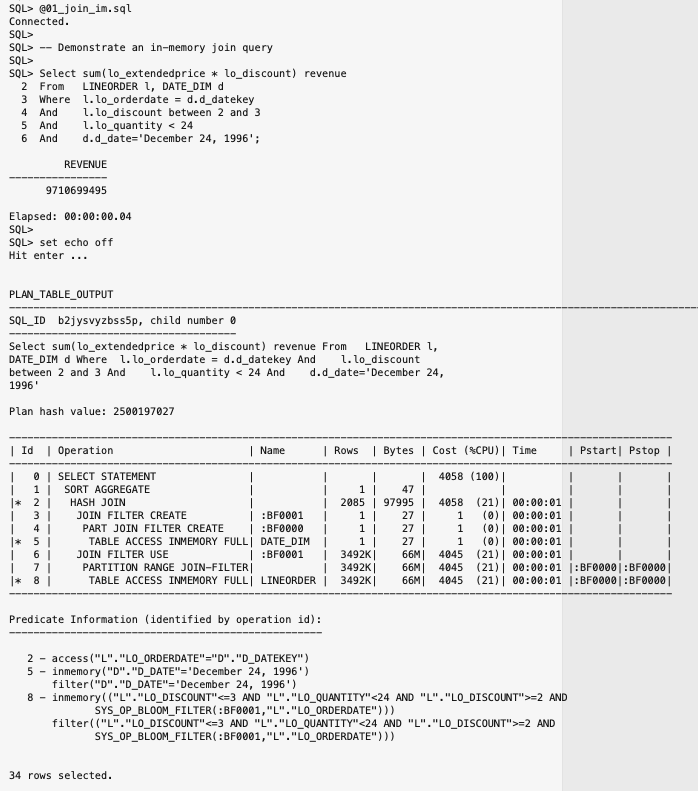 SQL> @01_join_im.sql
Connected.
SQL>
SQL> -- Demonstrate an in-memory join query
SQL>
SQL> Select sum(lo_extendedprice * lo_discount) revenue
  2  From   LINEORDER l, DATE_DIM d
  3  Where  l.lo_orderdate = d.d_datekey
  4  And    l.lo_discount between 2 and 3
  5  And    l.lo_quantity < 24
  6  And    d.d_date='December 24, 1996';
         REVENUE
----------------
      9710699495
Elapsed: 00:00:00.04
SQL>
SQL> set echo off
Hit enter ...
PLAN_TABLE_OUTPUT
------------------------------------------------------------------------------------------------------------------
SQL_ID  b2jysvyzbss5p, child number 0
-------------------------------------
Select sum(lo_extendedprice * lo_discount) revenue From   LINEORDER l,
DATE_DIM d Where  l.lo_orderdate = d.d_datekey And    l.lo_discount
between 2 and 3 And    l.lo_quantity < 24 And    d.d_date='December 24,
1996'
Plan hash value: 2500197027
------------------------------------------------------------------------------------------------------------
| Id  | Operation                     | Name      | Rows  | Bytes | Cost (%CPU)| Time     | Pstart| Pstop |
------------------------------------------------------------------------------------------------------------
|   0 | SELECT STATEMENT              |           |       |       |  4058 (100)|          |       |       |
|   1 |  SORT AGGREGATE               |           |     1 |    47 |            |          |       |       |
|*  2 |   HASH JOIN                   |           |  2085 | 97995 |  4058  (21)| 00:00:01 |       |       |
|   3 |    JOIN FILTER CREATE         | :BF0001   |     1 |    27 |     1   (0)| 00:00:01 |       |       |
|   4 |     PART JOIN FILTER CREATE   | :BF0000   |     1 |    27 |     1   (0)| 00:00:01 |       |       |
|*  5 |      TABLE ACCESS INMEMORY FULL| DATE_DIM  |     1 |    27 |     1   (0)| 00:00:01 |       |       |
|   6 |    JOIN FILTER USE            | :BF0001   |  3492K|    66M|  4045  (21)| 00:00:01 |       |       |
|   7 |     PARTITION RANGE JOIN-FILTER|           |  3492K|    66M|  4045  (21)| 00:00:01 |:BF0000|:BF0000|
|*  8 |      TABLE ACCESS INMEMORY FULL| LINEORDER |  3492K|    66M|  4045  (21)| 00:00:01 |:BF0000|:BF0000|
------------------------------------------------------------------------------------------------------------
Predicate Information (identified by operation id):
---------------------------------------------------
   2 - access("L"."LO_ORDERDATE"="D"."D_DATEKEY")
   5 - inmemory("D"."D_DATE"='December 24, 1996')
       filter("D"."D_DATE"='December 24, 1996')
   8 - inmemory(("L"."LO_DISCOUNT"<=3 AND "L"."LO_QUANTITY"<24 AND "L"."LO_DISCOUNT">=2 AND
              SYS_OP_BLOOM_FILTER(:BF0001,"L"."LO_ORDERDATE")))
       filter(("L"."LO_DISCOUNT"<=3 AND "L"."LO_QUANTITY"<24 AND "L"."LO_DISCOUNT">=2 AND
              SYS_OP_BLOOM_FILTER(:BF0001,"L"."LO_ORDERDATE")))
34 rows selected.